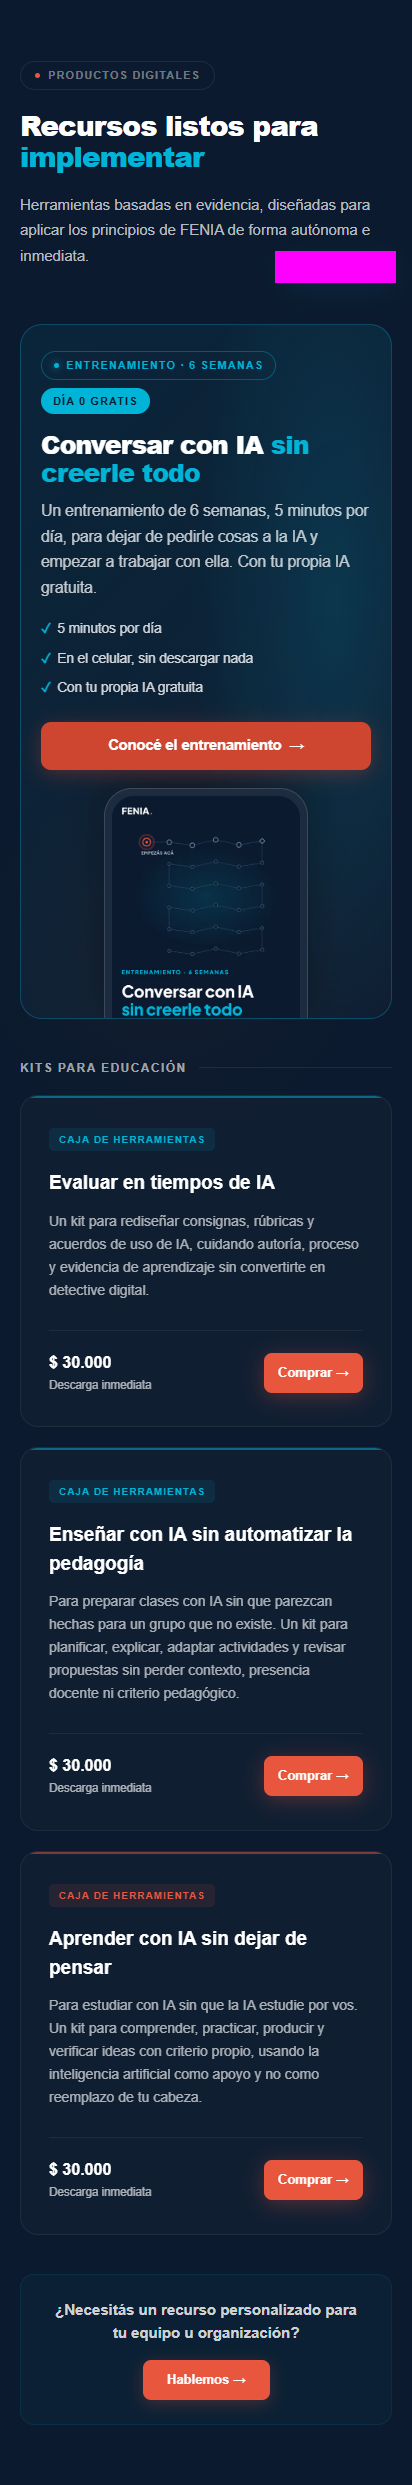 PRODUCTOS DIGITALES
Recursos listos para
implementar
Herramientas basadas en evidencia, diseñadas para
aplicar los principios de FENIA de forma autónoma e
inmediata.
ENTRENAMIENTO · 6 SEMANAS
DÍA 0 GRATIS
Conversar con IA sin
creerle todo
Un entrenamiento de 6 semanas, 5 minutos por
día, para dejar de pedirle cosas a la IA y
empezar a trabajar con ella. Con tu propia IA
gratuita.
✓ 5 minutos por día
✓ En el celular, sin descargar nada
✓ Con tu propia IA gratuita
Conocé el entrenamiento →
FENIA.
EMPEZÁS ACÁ
ENTRENAMIENTO · 6 SEMANAS
Conversar con IA
sin creerle todo
KITS PARA EDUCACIÓN
CAJA DE HERRAMIENTAS
Evaluar en tiempos de IA
Un kit para rediseñar consignas, rúbricas y
acuerdos de uso de IA, cuidando autoría, proceso
y evidencia de aprendizaje sin convertirte en
detective digital.
$ 30.000
Descarga inmediata
Comprar →
CAJA DE HERRAMIENTAS
Enseñar con IA sin automatizar la
pedagogía
Para preparar clases con IA sin que parezcan
hechas para un grupo que no existe. Un kit para
planificar, explicar, adaptar actividades y revisar
propuestas sin perder contexto, presencia
docente ni criterio pedagógico.
$ 30.000
Descarga inmediata
Comprar →
CAJA DE HERRAMIENTAS
Aprender con IA sin dejar de
pensar
Para estudiar con IA sin que la IA estudie por vos.
Un kit para comprender, practicar, producir y
verificar ideas con criterio propio, usando la
inteligencia artificial como apoyo y no como
reemplazo de tu cabeza.
$ 30.000
Descarga inmediata
Comprar →
¿Necesitás un recurso personalizado para
tu equipo u organización?
Hablemos →